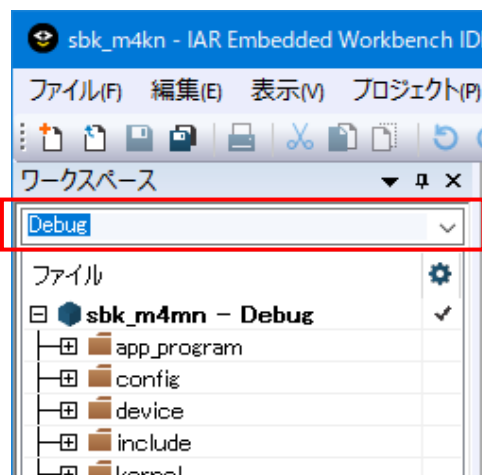 sbk_m4kn - IAR Embedded Workbench ID
ファイル(F) 編集(E) 表示(V) プロジェクト(P)
ワークスペース
Debug
ファイル
sbk_m4mn - Debug
app_program
config
device
include
kernel